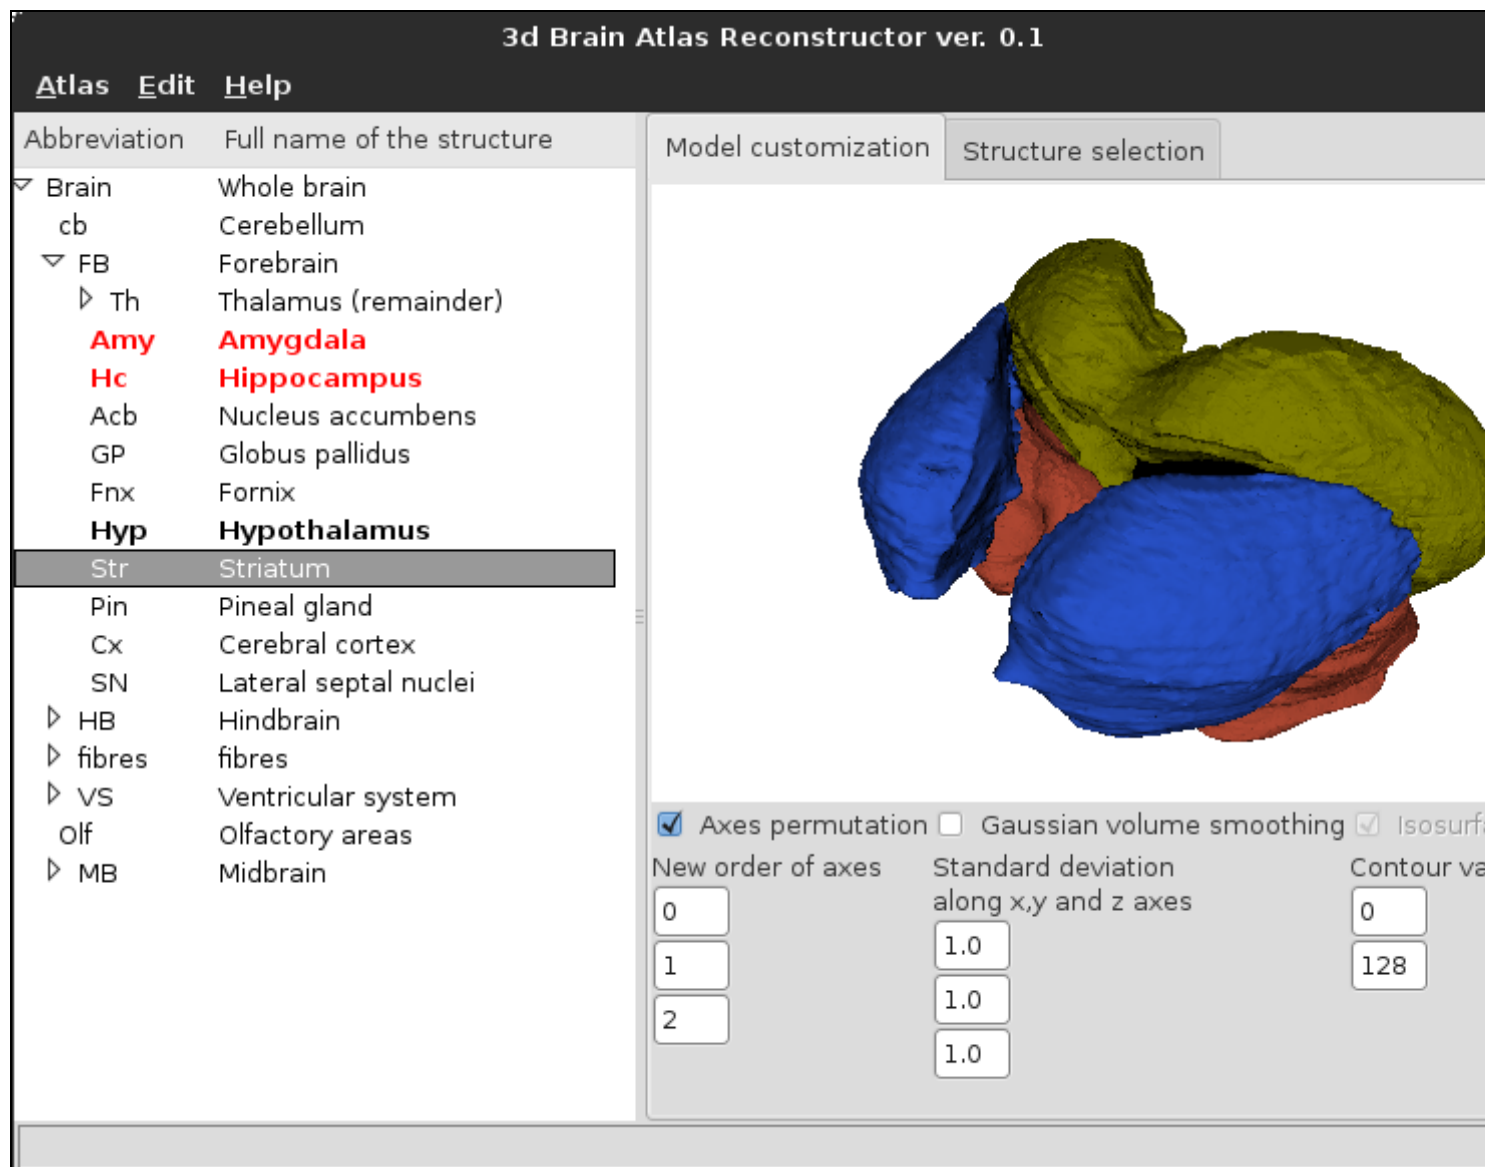 3d Brain Atlas Reconstructor ver. 0.1
Atlas Edit Help
Abbreviation Full name of the structure
Brain Whole brain
cb Cerebellum
FB Forebrain
Th Thalamus (remainder)
Amy Amygdala
Hc Hippocampus
Acb Nucleus accumbens
GP Globus pallidus
Fnx Fornix
Hyp Hypothalamus
Str Striatum
Pin Pineal gland
Cx Cerebral cortex
SN Lateral septal nuclei
HB Hindbrain
fibres fibres
VS Ventricular system
Olf Olfactory areas
MB Midbrain
Model customization Structure selection
Axes permutation Gaussian volume smoothing
New order of axes
0
1
2
Standard deviation
along x,y and z axes
1.0
1.0
1.0
Contour
0
128